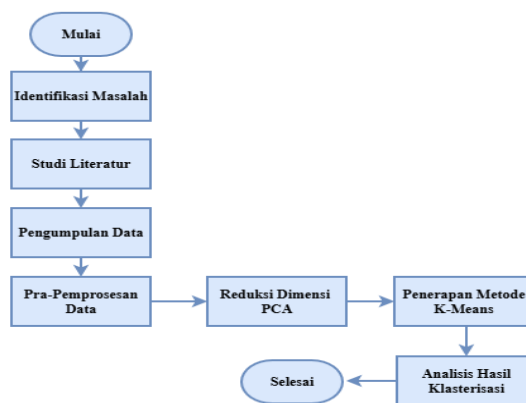 Mulai
Identifikasi Masalah
Studi Literatur
Pengumpulan Data
Pra-Pemprosesan
Data
Reduksi Dimensi
PCA
Penerapan Metode
K-Means
Analisis Hasil
Klasterisasi
Selesai